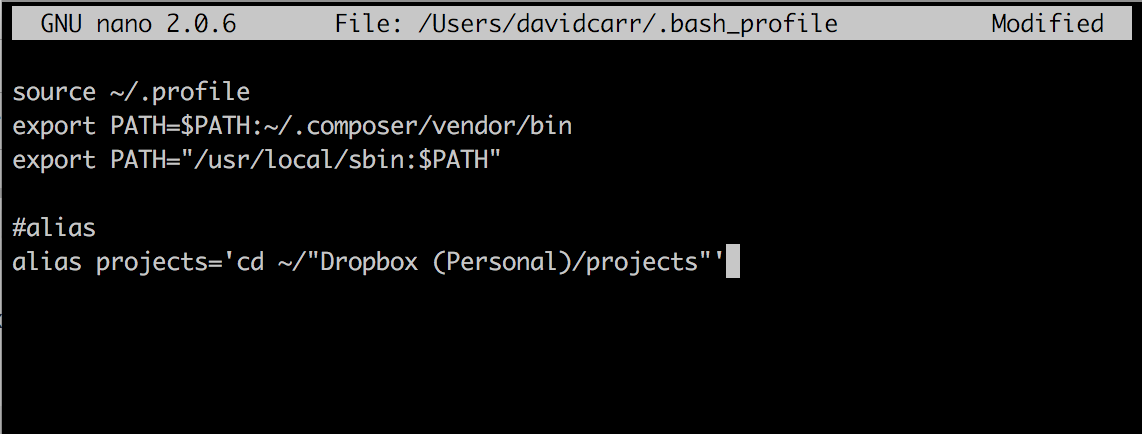 GNU nano 2.0.6 File: /Users/davidcarr/.bash_profile Modified
source ~/.profile
export PATH=$PATH:~/.composer/vendor/bin
export PATH="/usr/local/sbin:$PATH"
#alias
alias projects='cd ~/"Dropbox (Personal)/projects"'